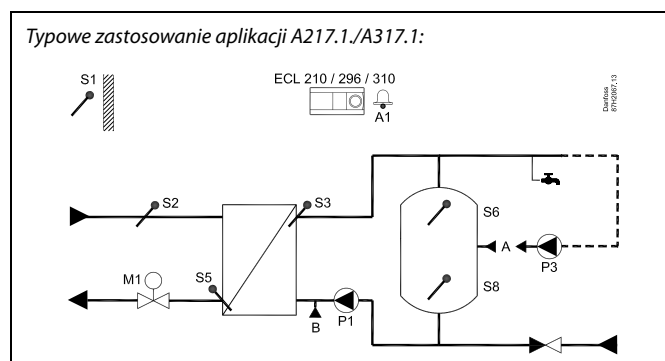 Typowe zastosowanie aplikacji A217.1./A317.1:
S1
ECL 210 / 296 / 310
A1
Danfoss
87H2067.13
S2
S3
S6
A
P3
M1
S5
S8
B
P1